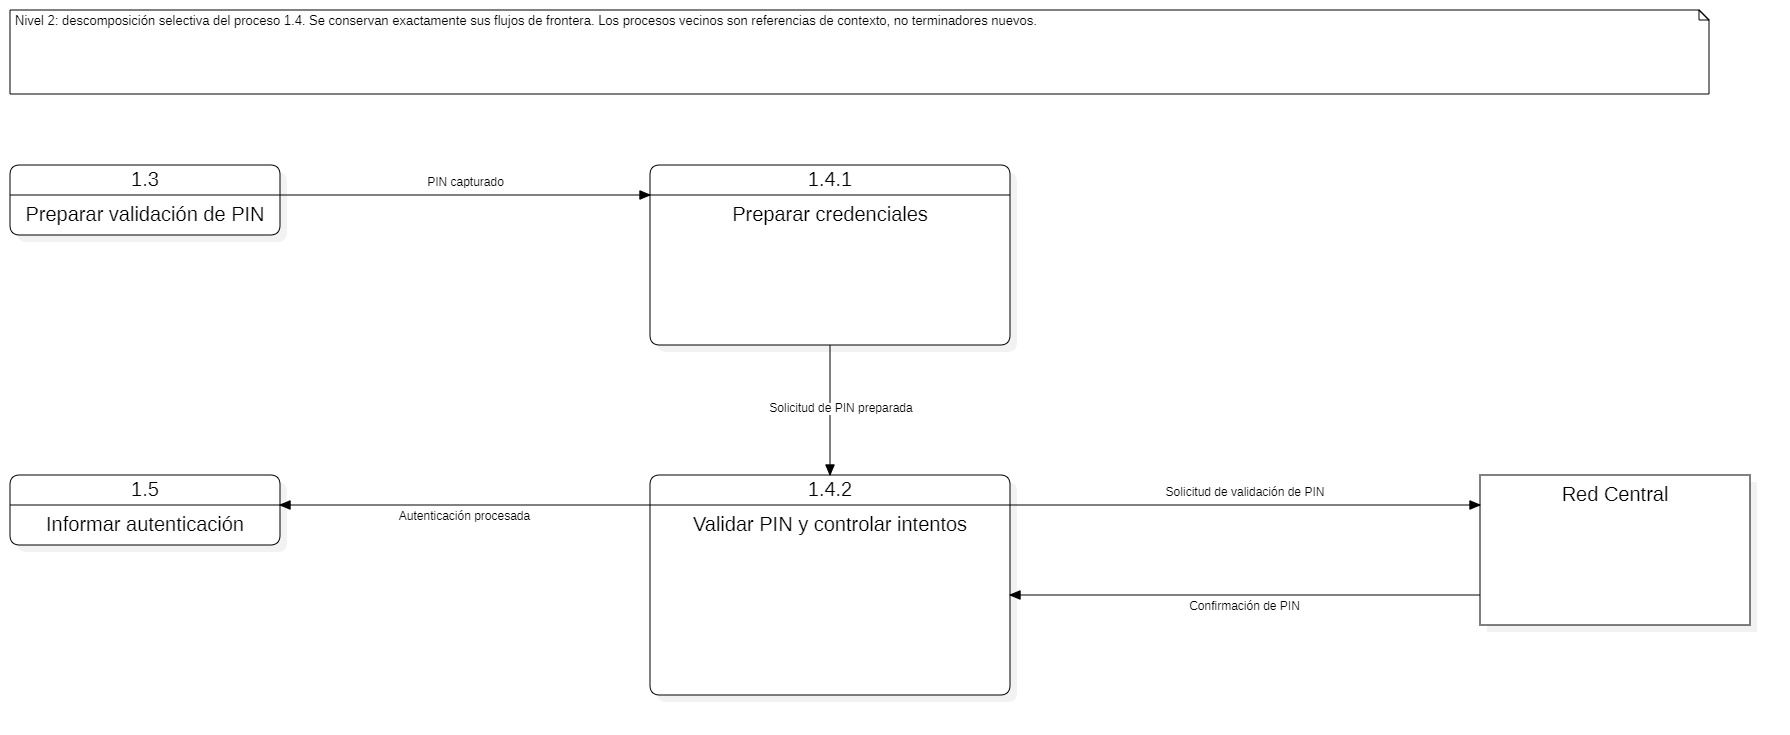 Nivel 2: descomposición selectiva del proceso 1.4. Se conservan exactamente sus flujos de frontera. Los procesos vecinos son referencias de contexto, no terminadores nuevos.
1.3
Preparar validación de PIN
PIN capturado
1.4.1
Preparar credenciales
Solicitud de PIN preparada
1.5
Informar autenticación
Autenticación procesada
1.4.2
Validar PIN y controlar intentos
Solicitud de validación de PIN
Confirmación de PIN
Red Central